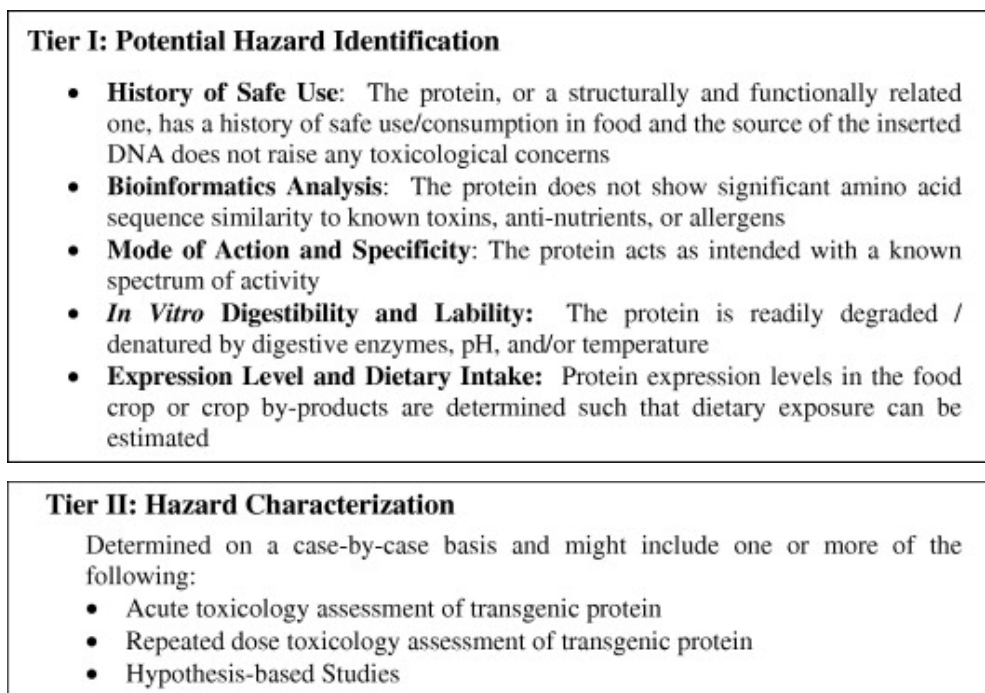 Tier I: Potential Hazard Identification
• History of Safe Use: The protein, or a structurally and functionally related
one, has a history of safe use/consumption in food and the source of the inserted
DNA does not raise any toxicological concerns
• Bioinformatics Analysis: The protein does not show significant amino acid
sequence similarity to known toxins, anti-nutrients, or allergens
• Mode of Action and Specificity: The protein acts as intended with a known
spectrum of activity
• In Vitro Digestibility and Lability: The protein is readily degraded /
denatured by digestive enzymes, pH, and/or temperature
• Expression Level and Dietary Intake: Protein expression levels in the food
crop or crop by-products are determined such that dietary exposure can be
estimated
Tier II: Hazard Characterization
Determined on a case-by-case basis and might include one or more of the
following:
• Acute toxicology assessment of transgenic protein
• Repeated dose toxicology assessment of transgenic protein
• Hypothesis-based Studies